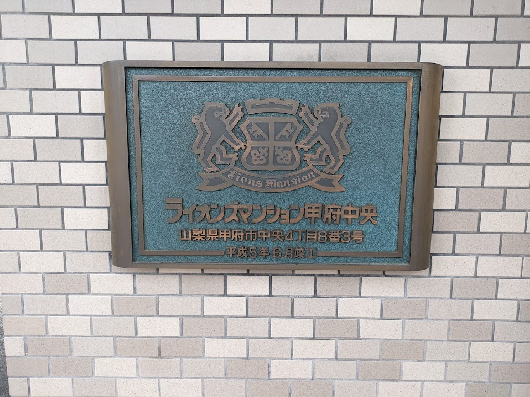 Lions Mansion
ライオンズマンション甲府中央
山梨県甲府市中央4丁目8番3号
平成5年6月竣工